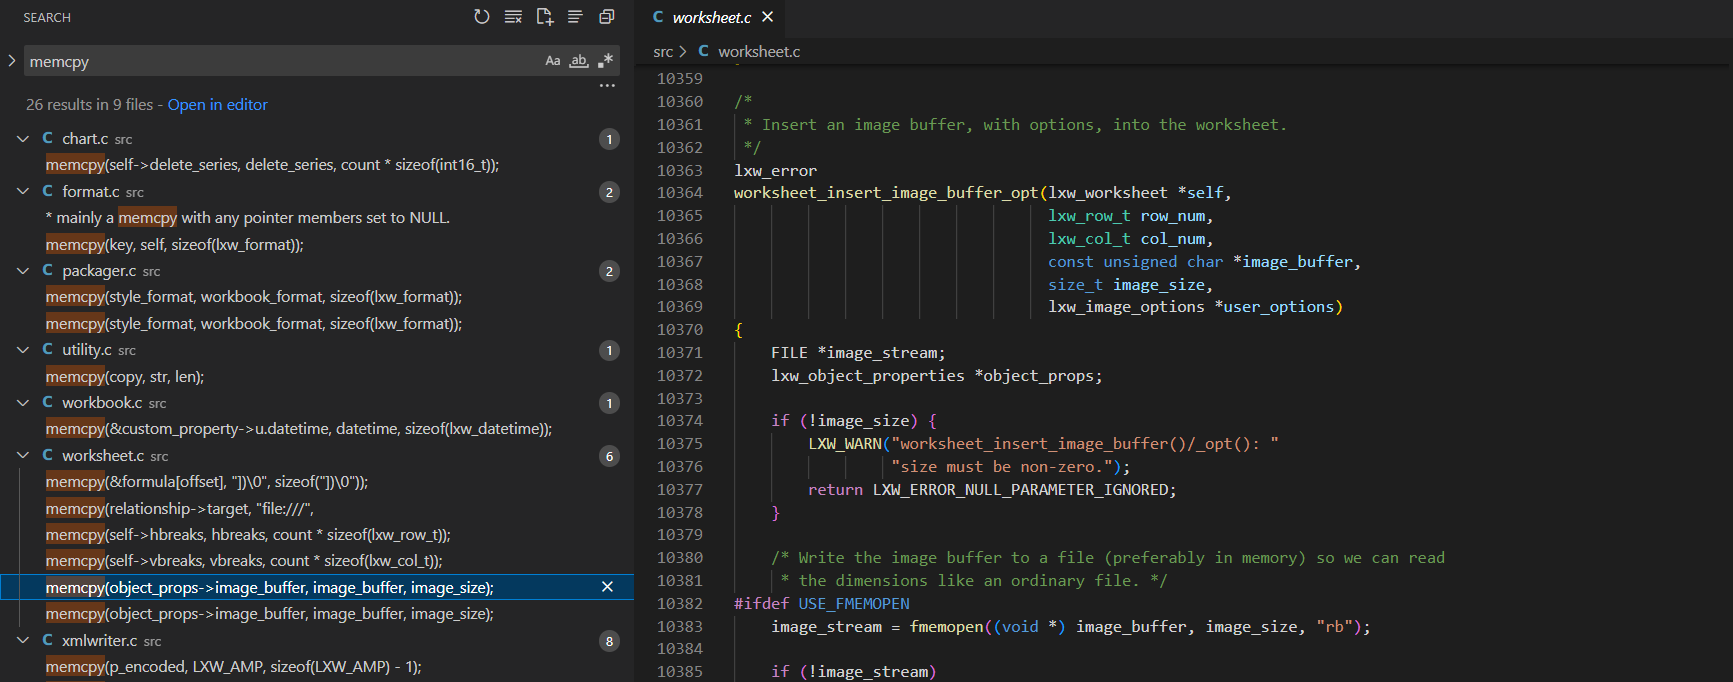 SEARCH
memcpy
Aa ab .*
...
26 results in 9 files - Open in editor
C chart.c src 1
memcpy(self->delete_series, delete_series, count * sizeof(int16_t));
C format.c src 2
* mainly a memcpy with any pointer members set to NULL.
memcpy(key, self, sizeof(lxw_format));
C packager.c src 2
memcpy(style_format, workbook_format, sizeof(lxw_format));
memcpy(style_format, workbook_format, sizeof(lxw_format));
C utility.c src 1
memcpy(copy, str, len);
C workbook.c src 1
memcpy(&custom_property->u.datetime, datetime, sizeof(lxw_datetime));
C worksheet.c src 6
memcpy(&formula[offset], "])\0", sizeof("])\0"));
memcpy(relationship->target, "file:///",
memcpy(self->hbreaks, hbreaks, count * sizeof(lxw_row_t));
memcpy(self->vbreaks, vbreaks, count * sizeof(lxw_col_t));
memcpy(object_props->image_buffer, image_buffer, image_size);
memcpy(object_props->image_buffer, image_buffer, image_size);
C xmlwriter.c src 8
memcpy(p_encoded, LXW_AMP, sizeof(LXW_AMP) - 1);
C worksheet.c
src > C worksheet.c
10359
10360 /*
10361 * Insert an image buffer, with options, into the worksheet.
10362 */
10363 lxw_error
10364 worksheet_insert_image_buffer_opt(lxw_worksheet *self,
10365 lxw_row_t row_num,
10366 lxw_col_t col_num,
10367 const unsigned char *image_buffer,
10368 size_t image_size,
10369 lxw_image_options *user_options)
10370 {
10371 FILE *image_stream;
10372 lxw_object_properties *object_props;
10373
10374 if (!image_size) {
10375 LXW_WARN("worksheet_insert_image_buffer()/_opt(): "
10376 "size must be non-zero.");
10377 return LXW_ERROR_NULL_PARAMETER_IGNORED;
10378 }
10379
10380 /* Write the image buffer to a file (preferably in memory) so we can read
10381 * the dimensions like an ordinary file. */
10382 #ifdef USE_FMEMOPEN
10383 image_stream = fmemopen((void *) image_buffer, image_size, "rb");
10384
10385 if (!image_stream)